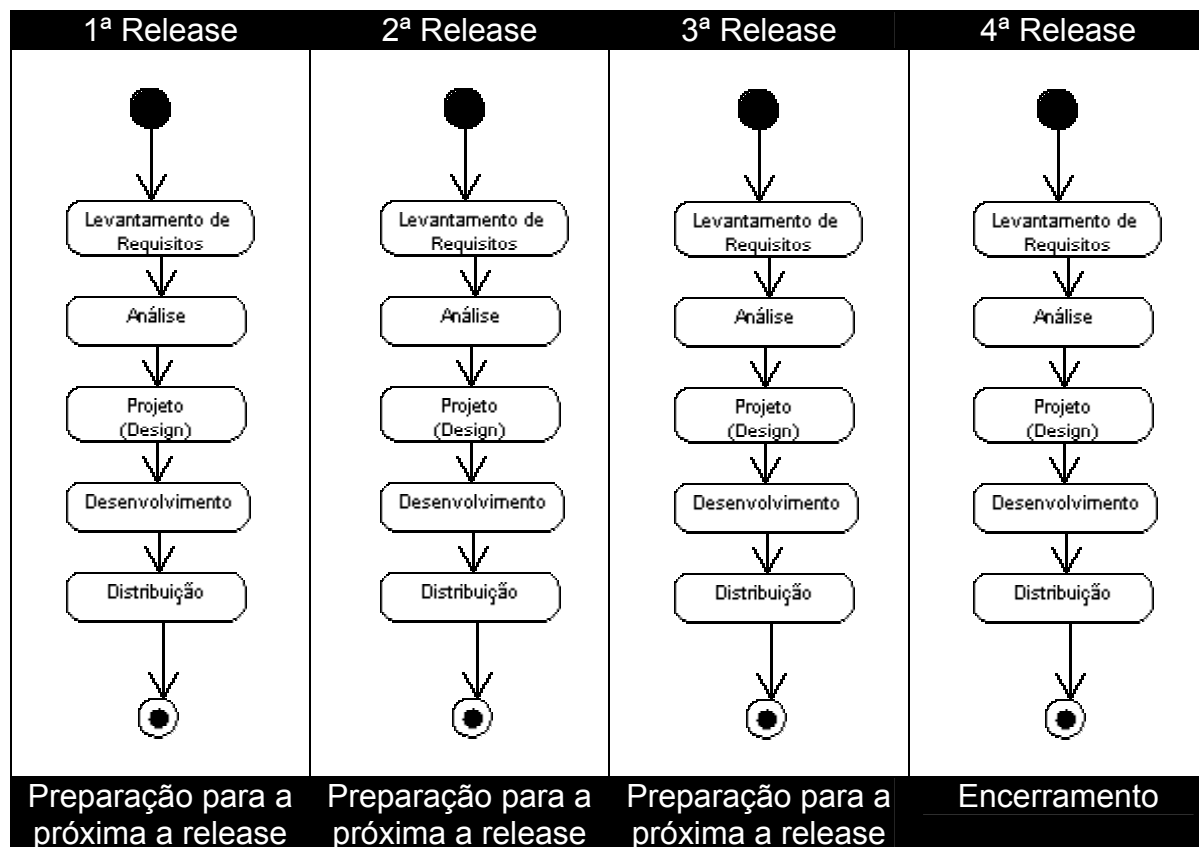 1ª Release
2ª Release
3ª Release
4ª Release
Levantamento de
Requisitos
Análise
Projeto
(Design)
Desenvolvimento
Distribuição
Levantamento de
Requisitos
Análise
Projeto
(Design)
Desenvolvimento
Distribuição
Levantamento de
Requisitos
Análise
Projeto
(Design)
Desenvolvimento
Distribuição
Levantamento de
Requisitos
Análise
Projeto
(Design)
Desenvolvimento
Distribuição
Preparação para a
próxima a release
Preparação para a
próxima a release
Preparação para a
próxima a release
Encerramento